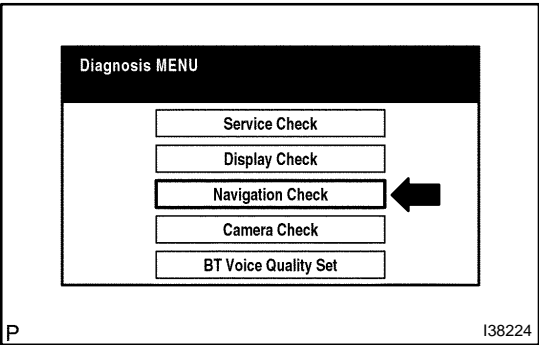 Diagnosis MENU
Service Check
Display Check
Navigation Check
Camera Check
BT Voice Quality Set
P
I38224